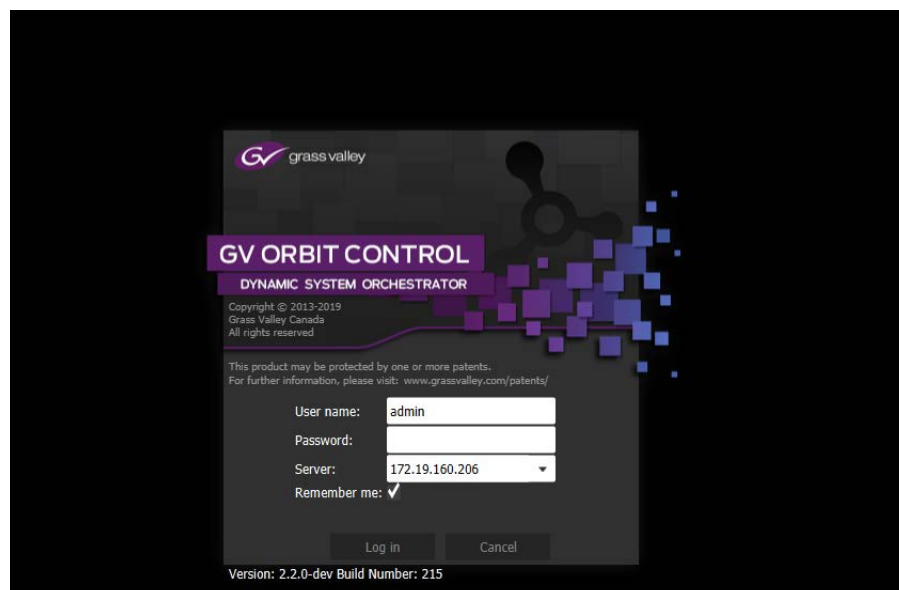 GV grass valley
GV ORBIT CONTROL
DYNAMIC SYSTEM ORCHESTRATOR
Copyright © 2013-2019
Grass Valley Canada
All rights reserved
This product may be protected by one or more patents.
For further information, please visit: www.grassvalley.com/patents/
User name: admin
Password:
Server: 172.19.160.206
Remember me:
Log in Cancel
Version: 2.2.0-dev Build Number: 215